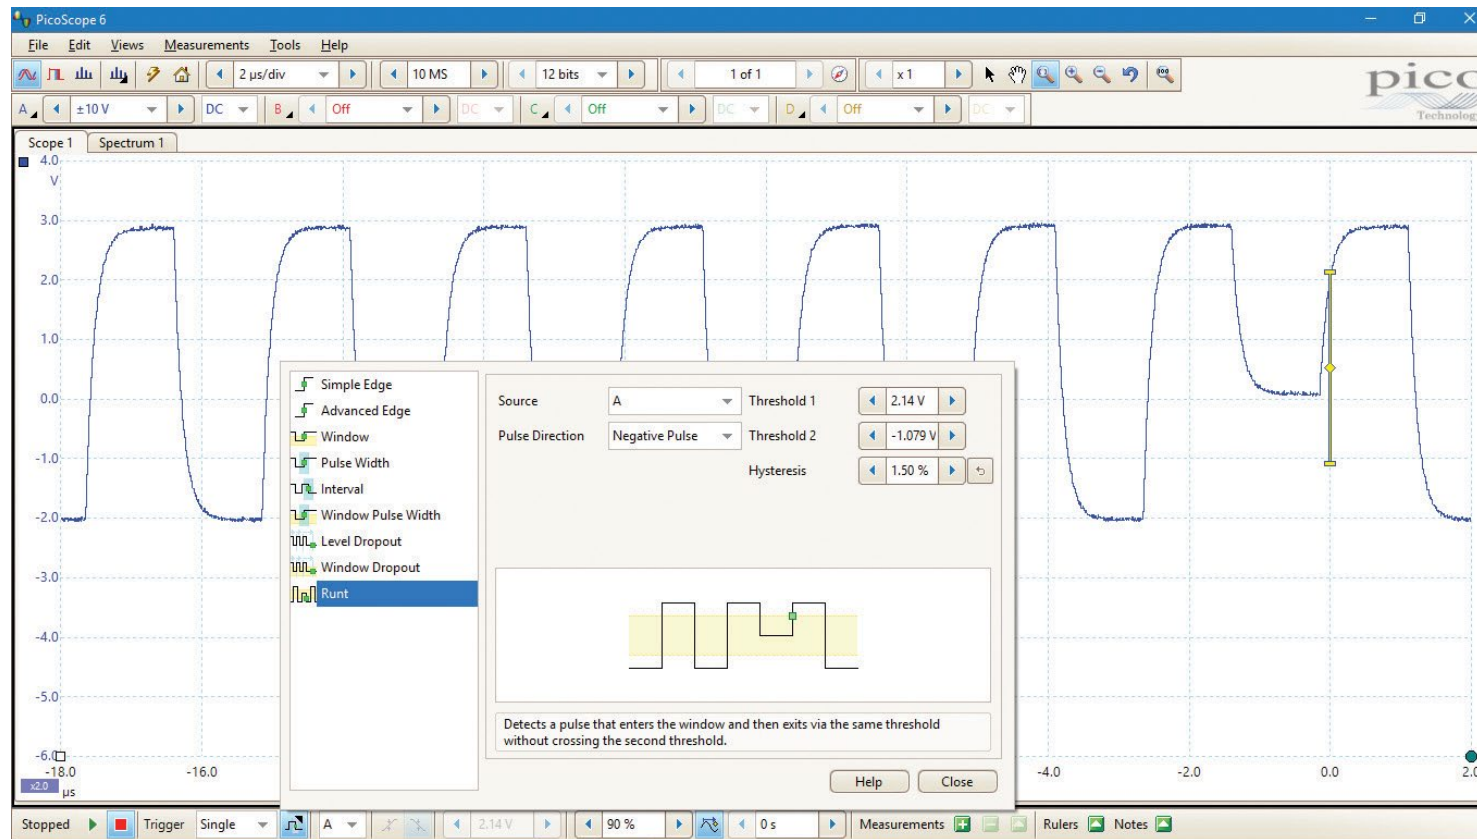 PicoScope 6
File Edit Views Measurements Tools Help
2 µs/div 10 MS 12 bits 1 of 1 x 1
pico
Technology
A ±10 V DC B Off DC C Off DC D Off DC
Scope 1 Spectrum 1
4.0
V
3.0
2.0
1.0
0.0
-1.0
-2.0
-3.0
-4.0
-5.0
-6.0
Simple Edge
Advanced Edge
Window
Pulse Width
Interval
Window Pulse Width
Level Dropout
Window Dropout
Runt
Source A Threshold 1 2.14 V
Pulse Direction Negative Pulse Threshold 2 -1.079 V
Hysteresis 1.50 %
Detects a pulse that enters the window and then exits via the same threshold
without crossing the second threshold.
Help Close
-18.0 -16.0 -4.0 -2.0 0.0 2.0
x2.0 µs
Stopped Trigger Single A 2.14 V 90 % 0 s Measurements Rulers Notes